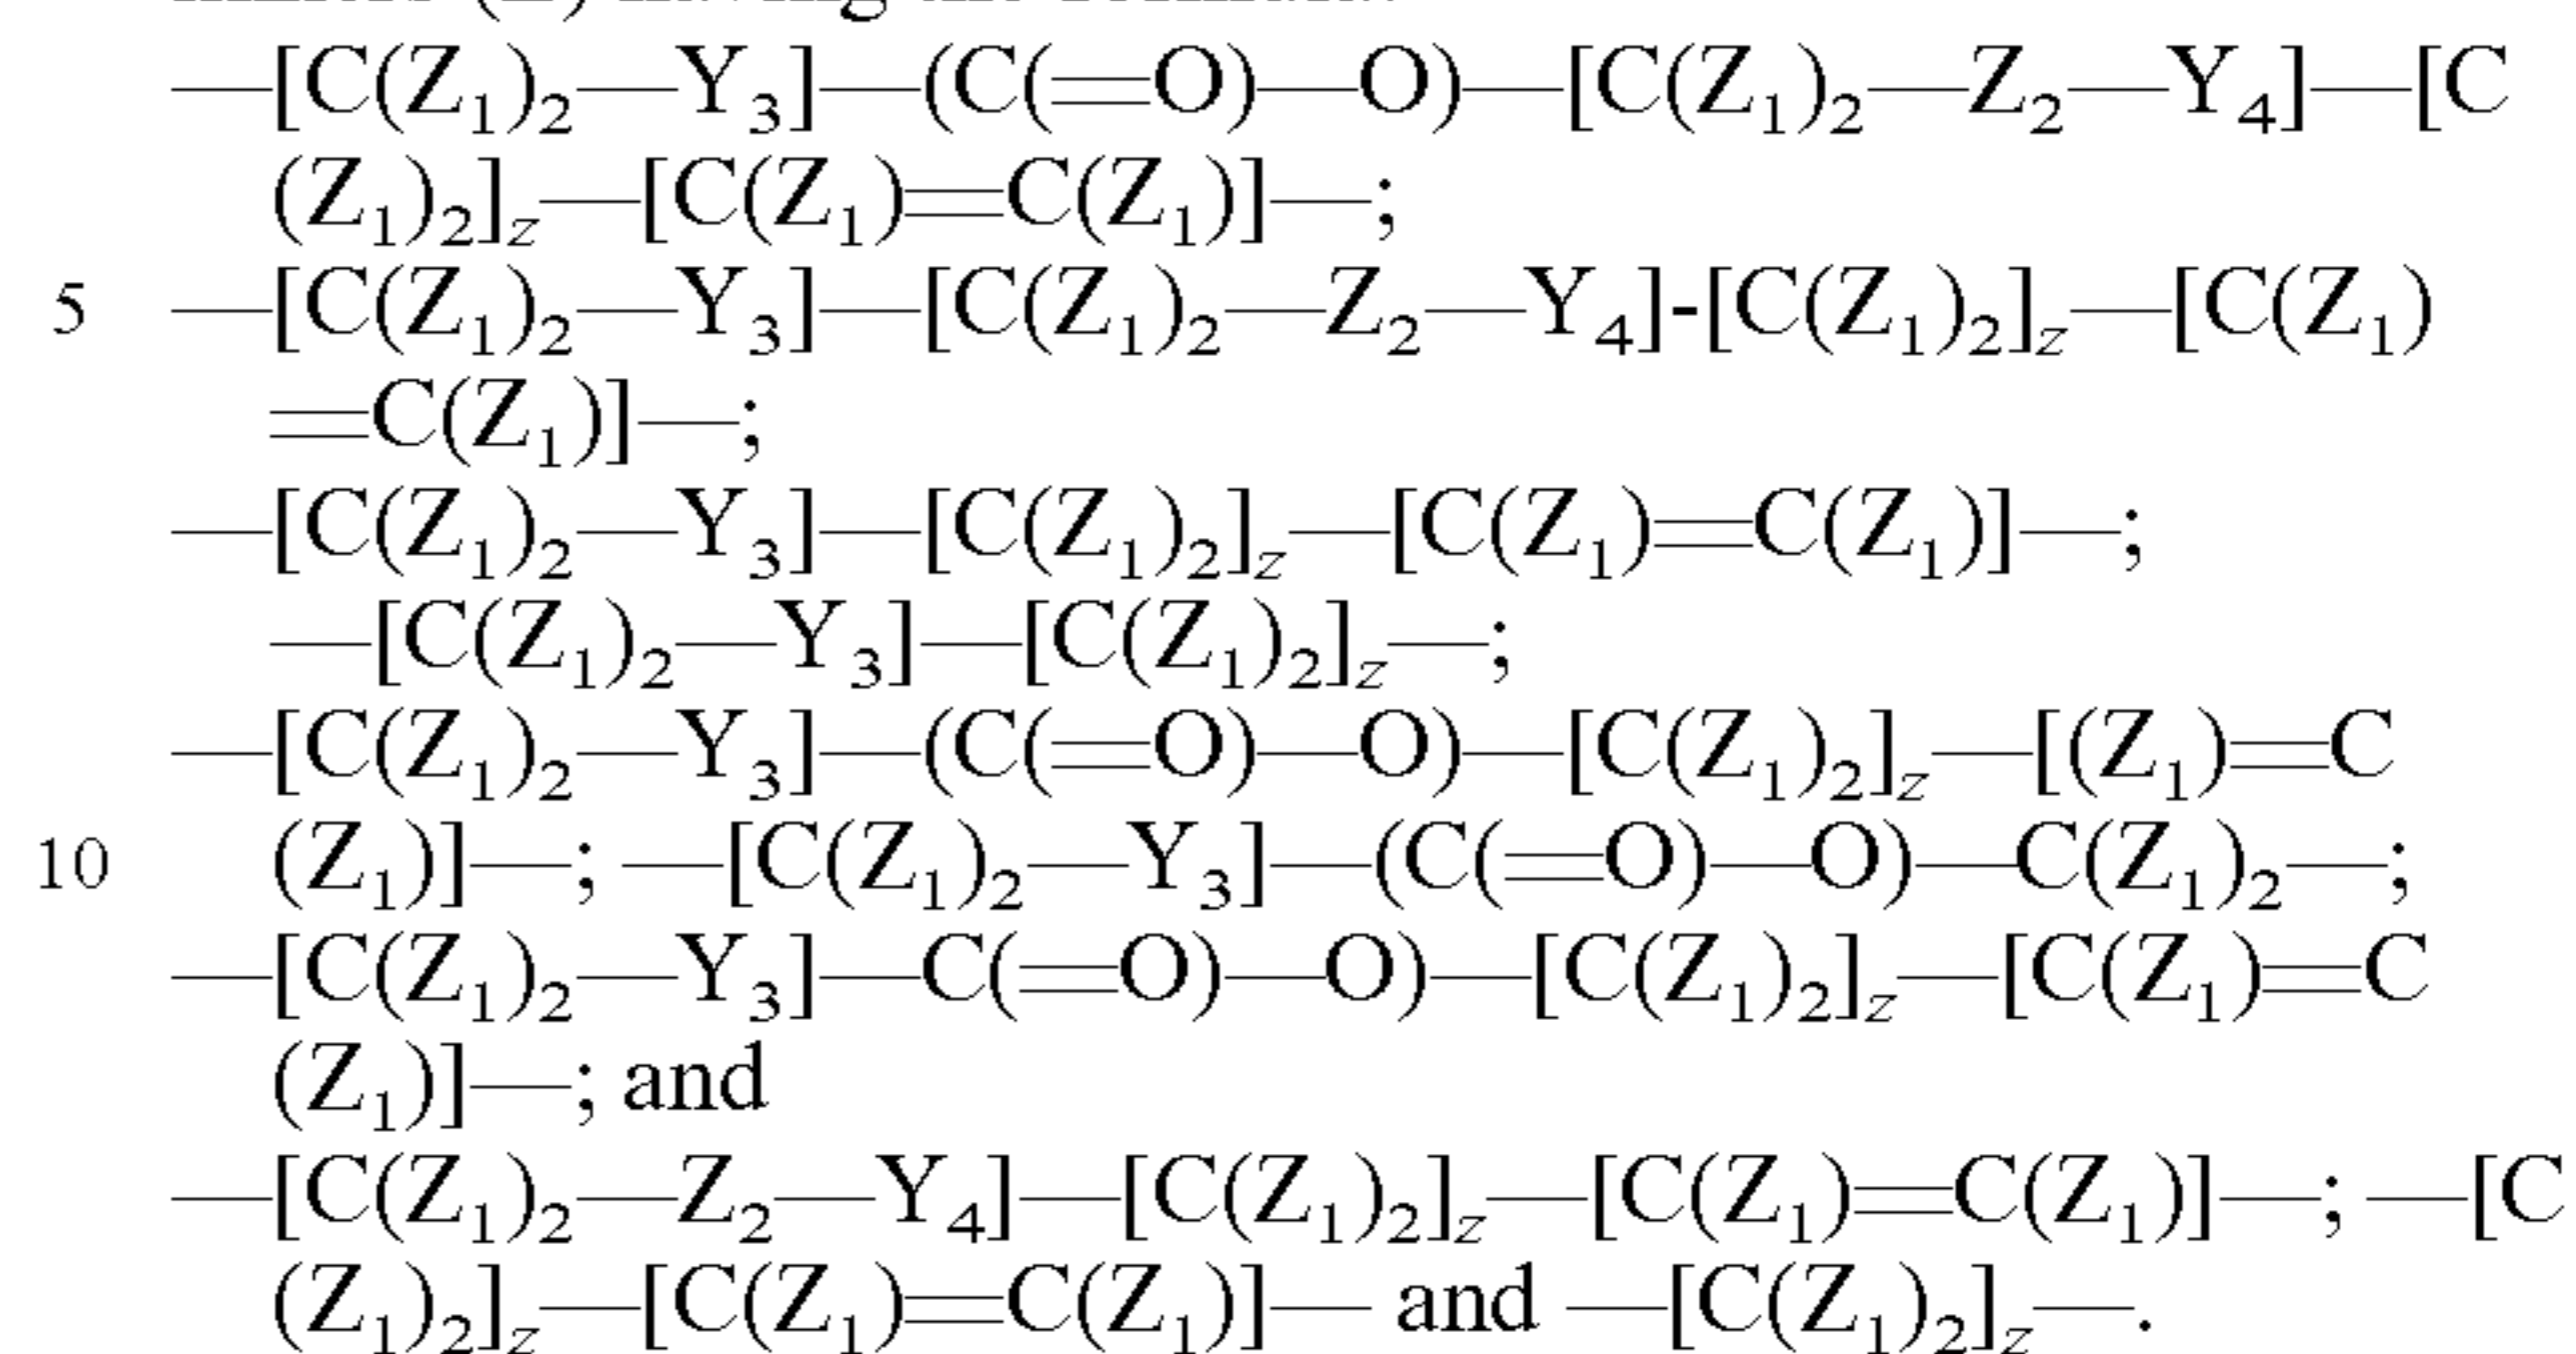 —[C(Z₁)₂—Y₃]—(C(=O)—O)—[C(Z₁)₂—Z₂—Y₄]—[C
(Z₁)₂]z—[C(Z₁)=C(Z₁)]—;
5 —[C(Z₁)₂—Y₃]—[C(Z₁)₂—Z₂—Y₄]-[C(Z₁)₂]z—[C(Z₁)
=C(Z₁)]—;
—[C(Z₁)₂—Y₃]—[C(Z₁)₂]z—[C(Z₁)=C(Z₁)]—;
—[C(Z₁)₂—Y₃]—[C(Z₁)₂]z—;
—[C(Z₁)₂—Y₃]—(C(=O)—O)—[C(Z₁)₂]z—[(Z₁)=C
10 (Z₁)]—; —[C(Z₁)₂—Y₃]—(C(=O)—O)—C(Z₁)₂—;
—[C(Z₁)₂—Y₃]—C(=O)—O)—[C(Z₁)₂]z—[C(Z₁)=C
(Z₁)]—; and
—[C(Z₁)₂—Z₂—Y₄]—[C(Z₁)₂]z—[C(Z₁)=C(Z₁)]—; —[C
(Z₁)₂]z—[C(Z₁)=C(Z₁)]— and —[C(Z₁)₂]z—.